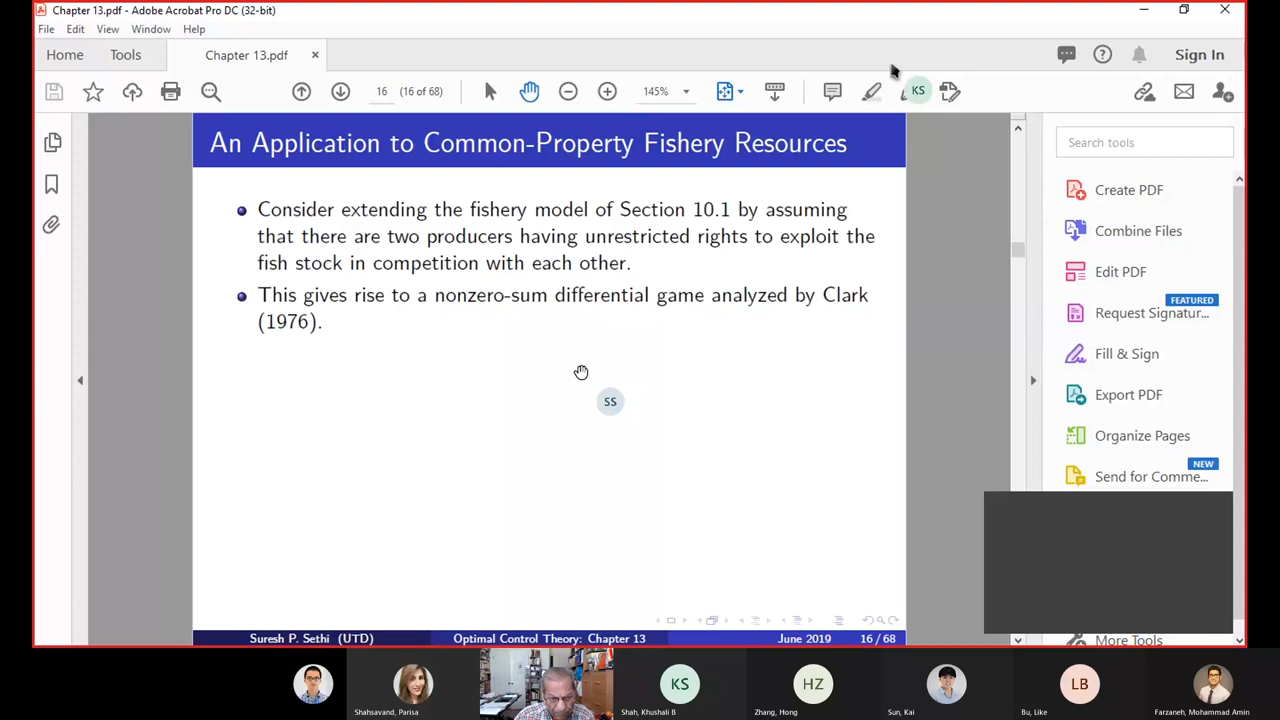 Chapter 13.pdf - Adobe Acrobat Pro DC (32-bit)
File Edit View Window Help
Home Tools Chapter 13.pdf × Sign In
16 (16 of 68) 145% KS
An Application to Common-Property Fishery Resources
Consider extending the fishery model of Section 10.1 by assuming
that there are two producers having unrestricted rights to exploit the
fish stock in competition with each other.
This gives rise to a nonzero-sum differential game analyzed by Clark
(1976).
SS
Suresh P. Sethi (UTD) Optimal Control Theory: Chapter 13 June 2019 16 / 68
Search tools
Create PDF
Combine Files
Edit PDF
FEATURED
Request Signatur...
Fill & Sign
Export PDF
Organize Pages
NEW
Send for Comme...
More Tools
KS HZ LB
Shahsavand, Parisa Shah, Khushali B Zhang, Hong Sun, Kai Bu, Like Farzaneh, Mohammad Amin